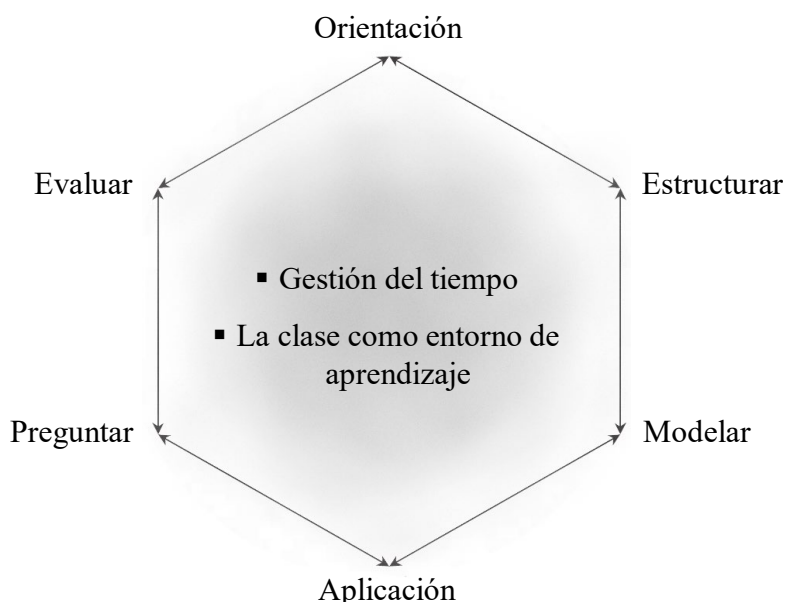 Orientación
Evaluar
Estructurar
▪ Gestión del tiempo
▪ La clase como entorno de
aprendizaje
Preguntar
Modelar
Aplicación